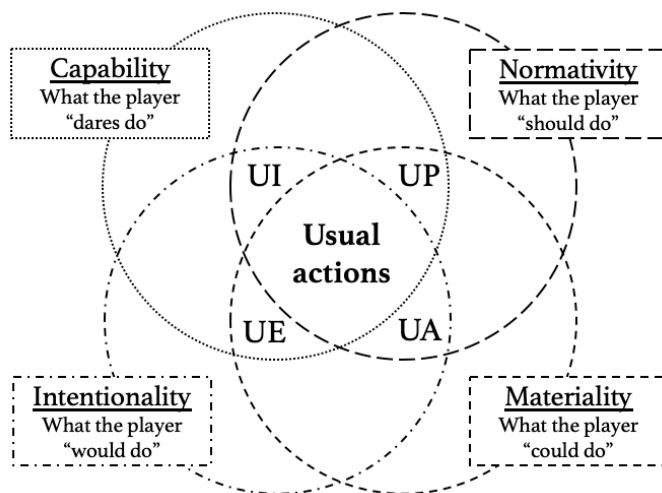 Capability
What the player
“dares do”
Normativity
What the player
“should do”
UI
UP
Usual
actions
UE
UA
Intentionality
What the player
“would do”
Materiality
What the player
“could do”